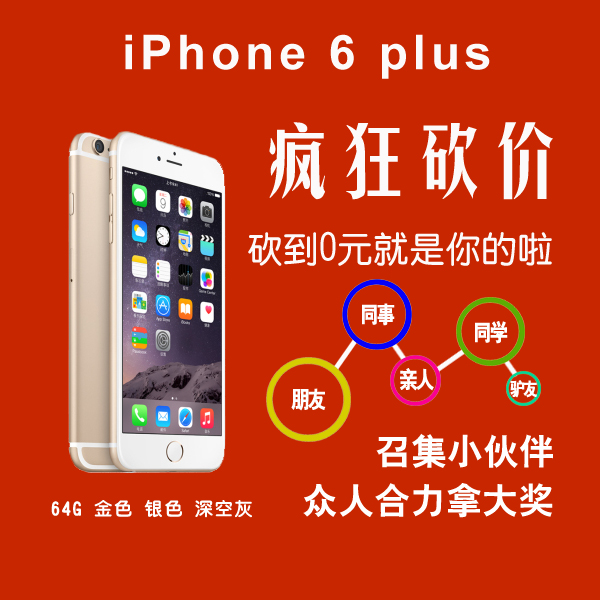 iPhone 6 plus
疯狂砍价
砍到0元就是你的啦
同事
同学
朋友
亲人
驴友
召集小伙伴
众人合力拿大奖
64G 金色 银色 深空灰